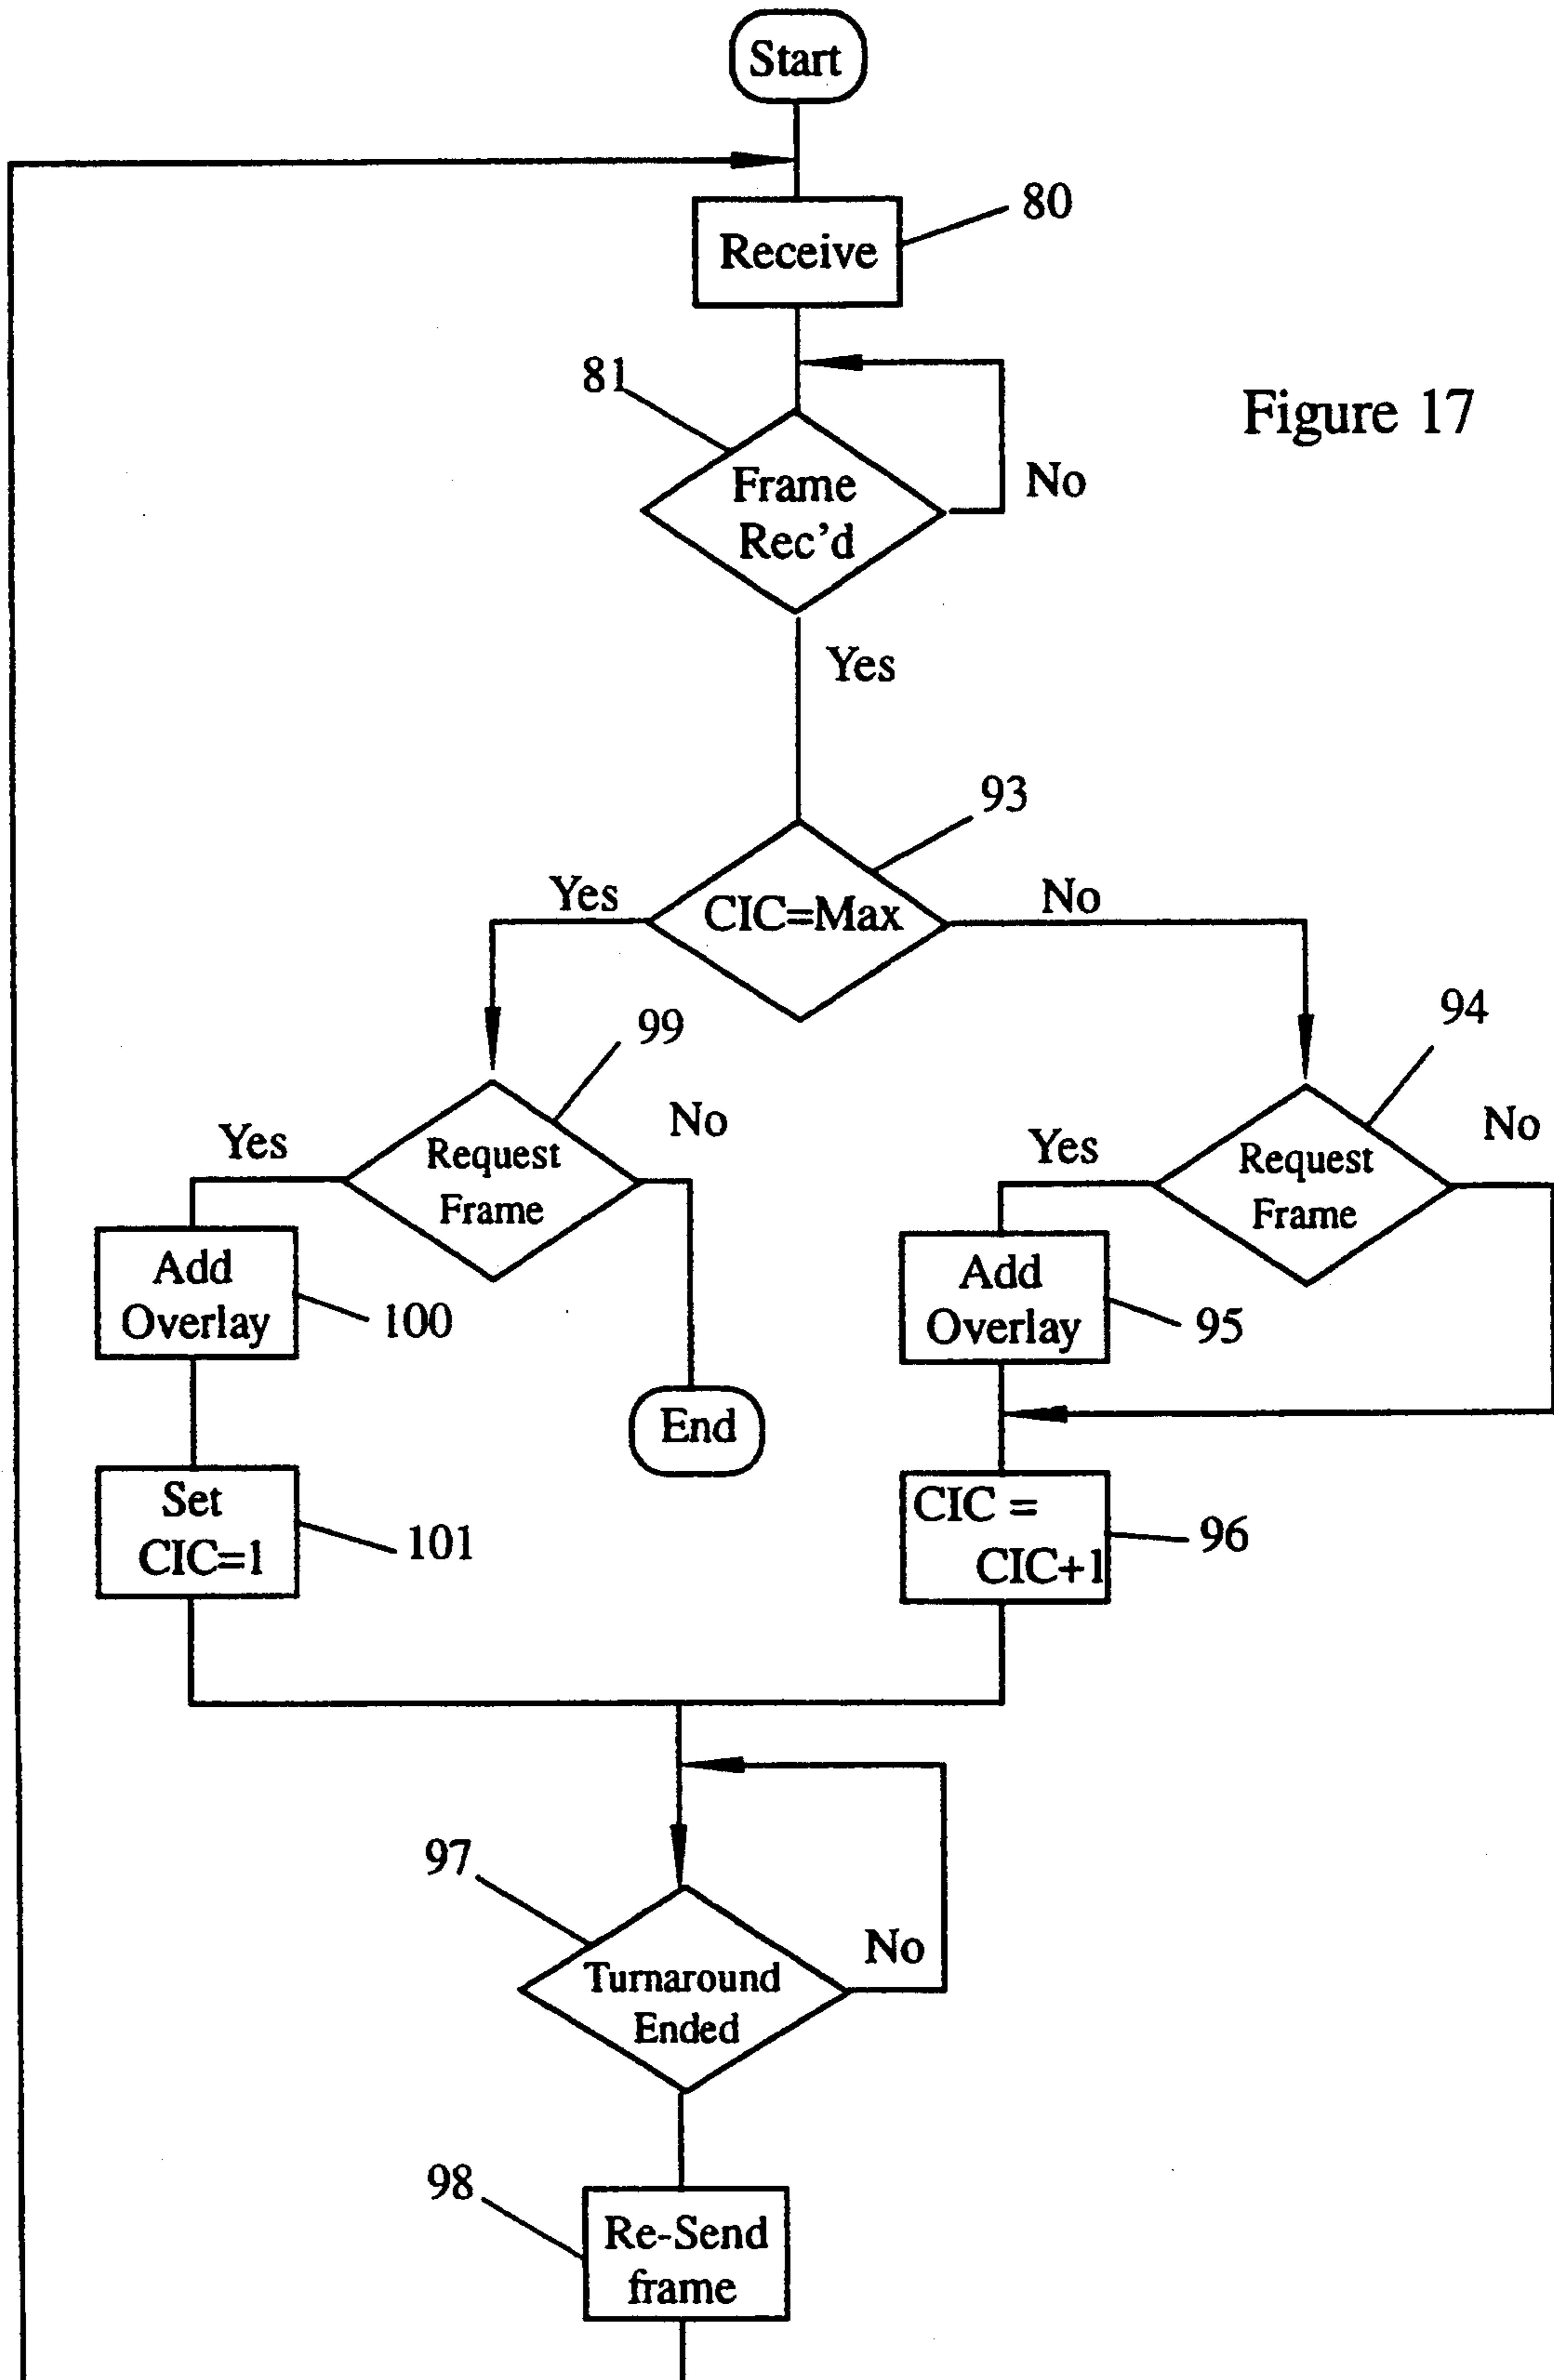 Start
Receive
80
81
Frame
Rec'd
No
Figure 17
Yes
93
Yes
CIC=Max
No
99
94
Yes
Request
Frame
No
Yes
Request
Frame
No
Add
Overlay
100
End
Add
Overlay
95
Set
CIC=1
101
CIC =
CIC+1
96
97
Turnaround
Ended
No
98
Re-Send
frame